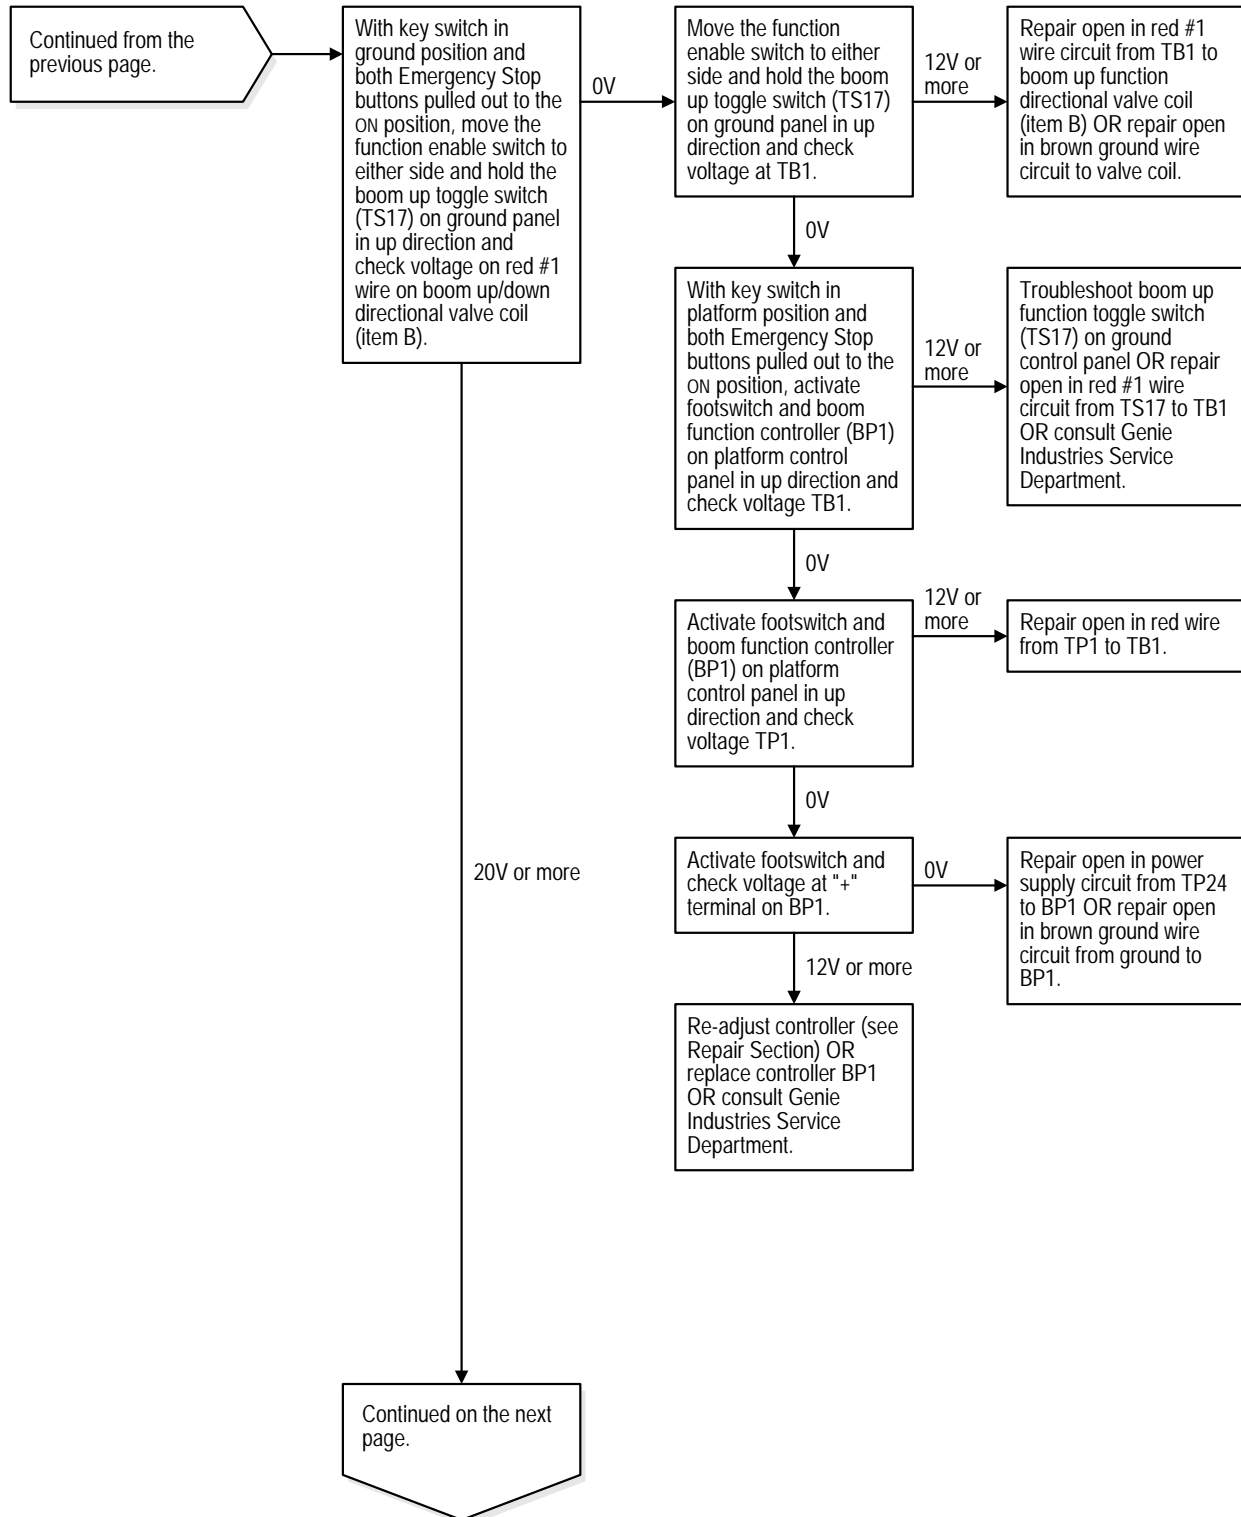 Continued from the
previous page.
With key switch in
ground position and
both Emergency Stop
buttons pulled out to the
ON position, move the
function enable switch to
either side and hold the
boom up toggle switch
(TS17) on ground panel
in up direction and
check voltage on red #1
wire on boom up/down
directional valve coil
(item B).
0V
Move the function
enable switch to either
side and hold the boom
up toggle switch (TS17)
on ground panel in up
direction and check
voltage at TB1.
12V or
more
Repair open in red #1
wire circuit from TB1 to
boom up function
directional valve coil
(item B) OR repair open
in brown ground wire
circuit to valve coil.
0V
With key switch in
platform position and
both Emergency Stop
buttons pulled out to the
ON position, activate
footswitch and boom
function controller (BP1)
on platform control
panel in up direction and
check voltage TB1.
12V or
more
Troubleshoot boom up
function toggle switch
(TS17) on ground
control panel OR repair
open in red #1 wire
circuit from TS17 to TB1
OR consult Genie
Industries Service
Department.
0V
Activate footswitch and
boom function controller
(BP1) on platform
control panel in up
direction and check
voltage TP1.
12V or
more
Repair open in red wire
from TP1 to TB1.
0V
Activate footswitch and
check voltage at "+"
terminal on BP1.
0V
Repair open in power
supply circuit from TP24
to BP1 OR repair open
in brown ground wire
circuit from ground to
BP1.
12V or more
Re-adjust controller (see
Repair Section) OR
replace controller BP1
OR consult Genie
Industries Service
Department.
20V or more
Continued on the next
page.